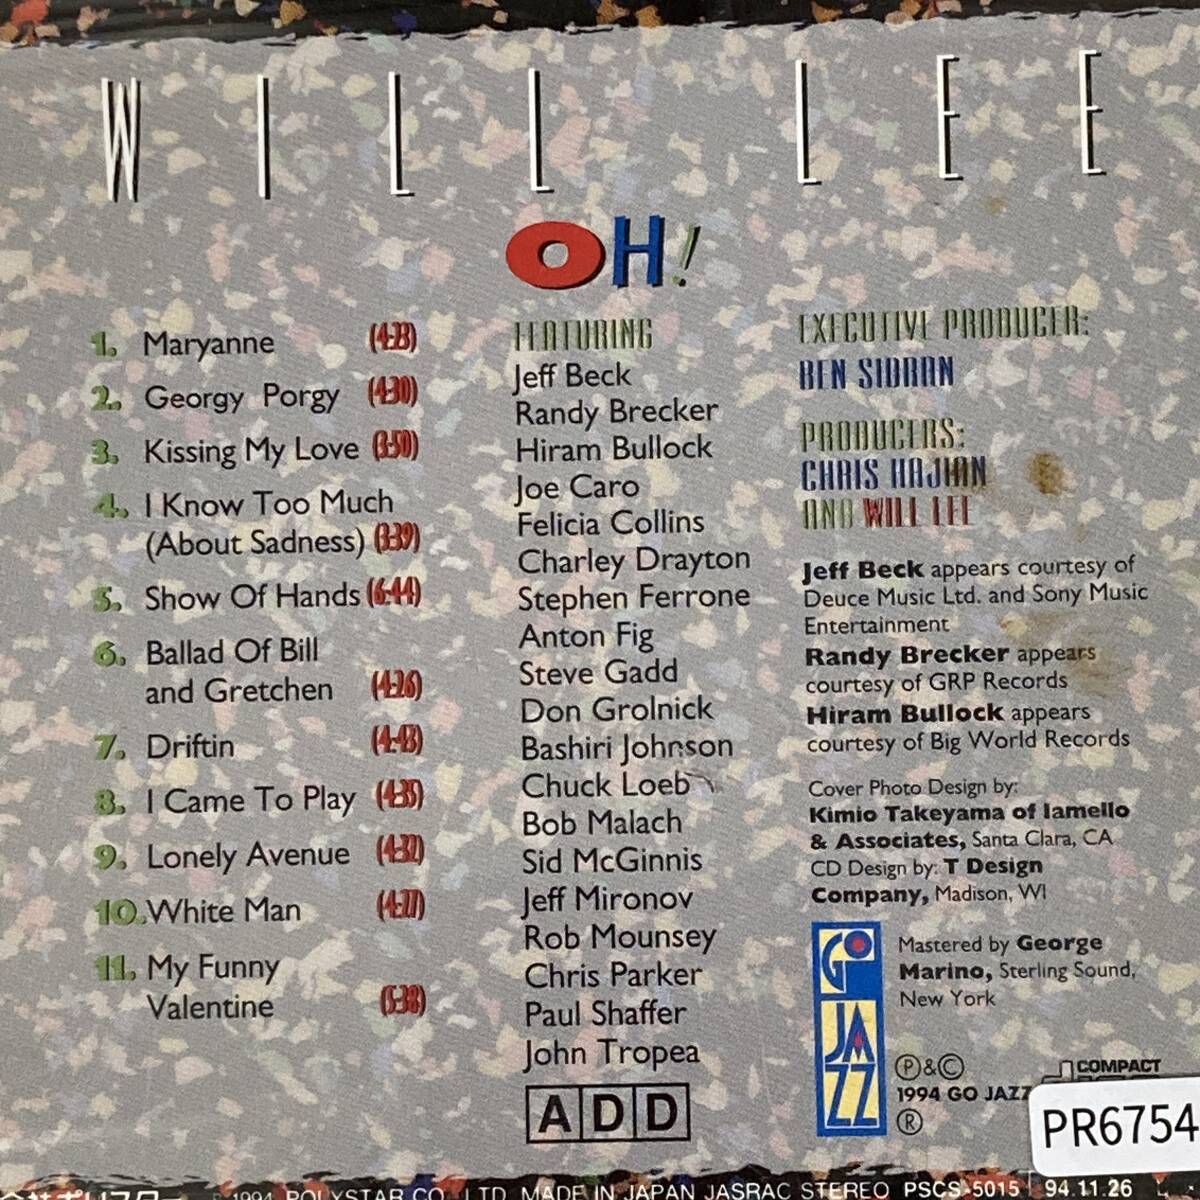 WILL LEE
OH!
1. Maryanne (4:33)
2. Georgy Porgy (4:30)
3. Kissing My Love (3:50)
4. I Know Too Much
(About Sadness) (3:39)
5. Show Of Hands (6:44)
6. Ballad Of Bill
and Gretchen (4:26)
7. Driftin (4:43)
8. I Came To Play (4:35)
9. Lonely Avenue (4:32)
10. White Man
11. My Funny
Valentine (5:38)
FEATURING
Jeff Beck
Randy Brecker
Hiram Bullock
Joe Caro
Felicia Collins
Charley Drayton
Stephen Ferrone
Anton Fig
Steve Gadd
Don Grolnick
Bashiri Johnson
Chuck Loeb
Bob Malach
Sid McGinnis
Jeff Mironov
Rob Mounsey
Chris Parker
Paul Shaffer
John Tropea
ADD
EXECUTIVE PRODUCER:
BEN SIDRAN
PRODUCERS:
CHRIS HAJIAN
AND WILL LEE
Jeff Beck appears courtesy of
Deuce Music Ltd. and Sony Music
Entertainment
Randy Brecker appears
courtesy of GRP Records
Hiram Bullock appears
courtesy of Big World Records
Cover Photo Design by:
Kimio Takeyama of Iamello
& Associates, Santa Clara, CA
CD Design by: T Design
Company, Madison, WI
GO
JA
ZZ
Mastered by George
Marino, Sterling Sound,
New York
Ⓟ&©
1994 GO JAZZ
®
COMPACT
PR6754
1994 POLYSTAR CO., LTD. MADE IN JAPAN JASRAC STEREO PSCS-5015 94 11 26